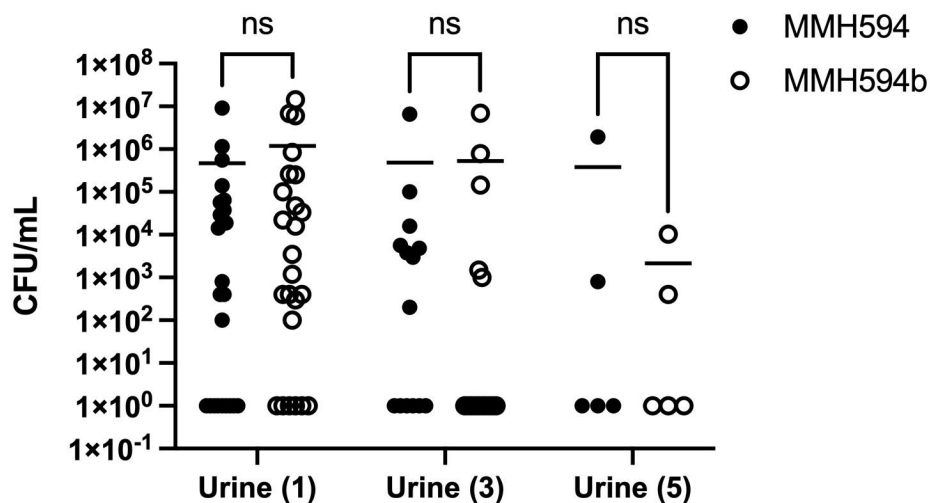 ns ns ns
MMH594
MMH594b
CFU/mL
1×10⁸
1×10⁷
1×10⁶
1×10⁵
1×10⁴
1×10³
1×10²
1×10¹
1×10⁰
1×10⁻¹
Urine (1) Urine (3) Urine (5)